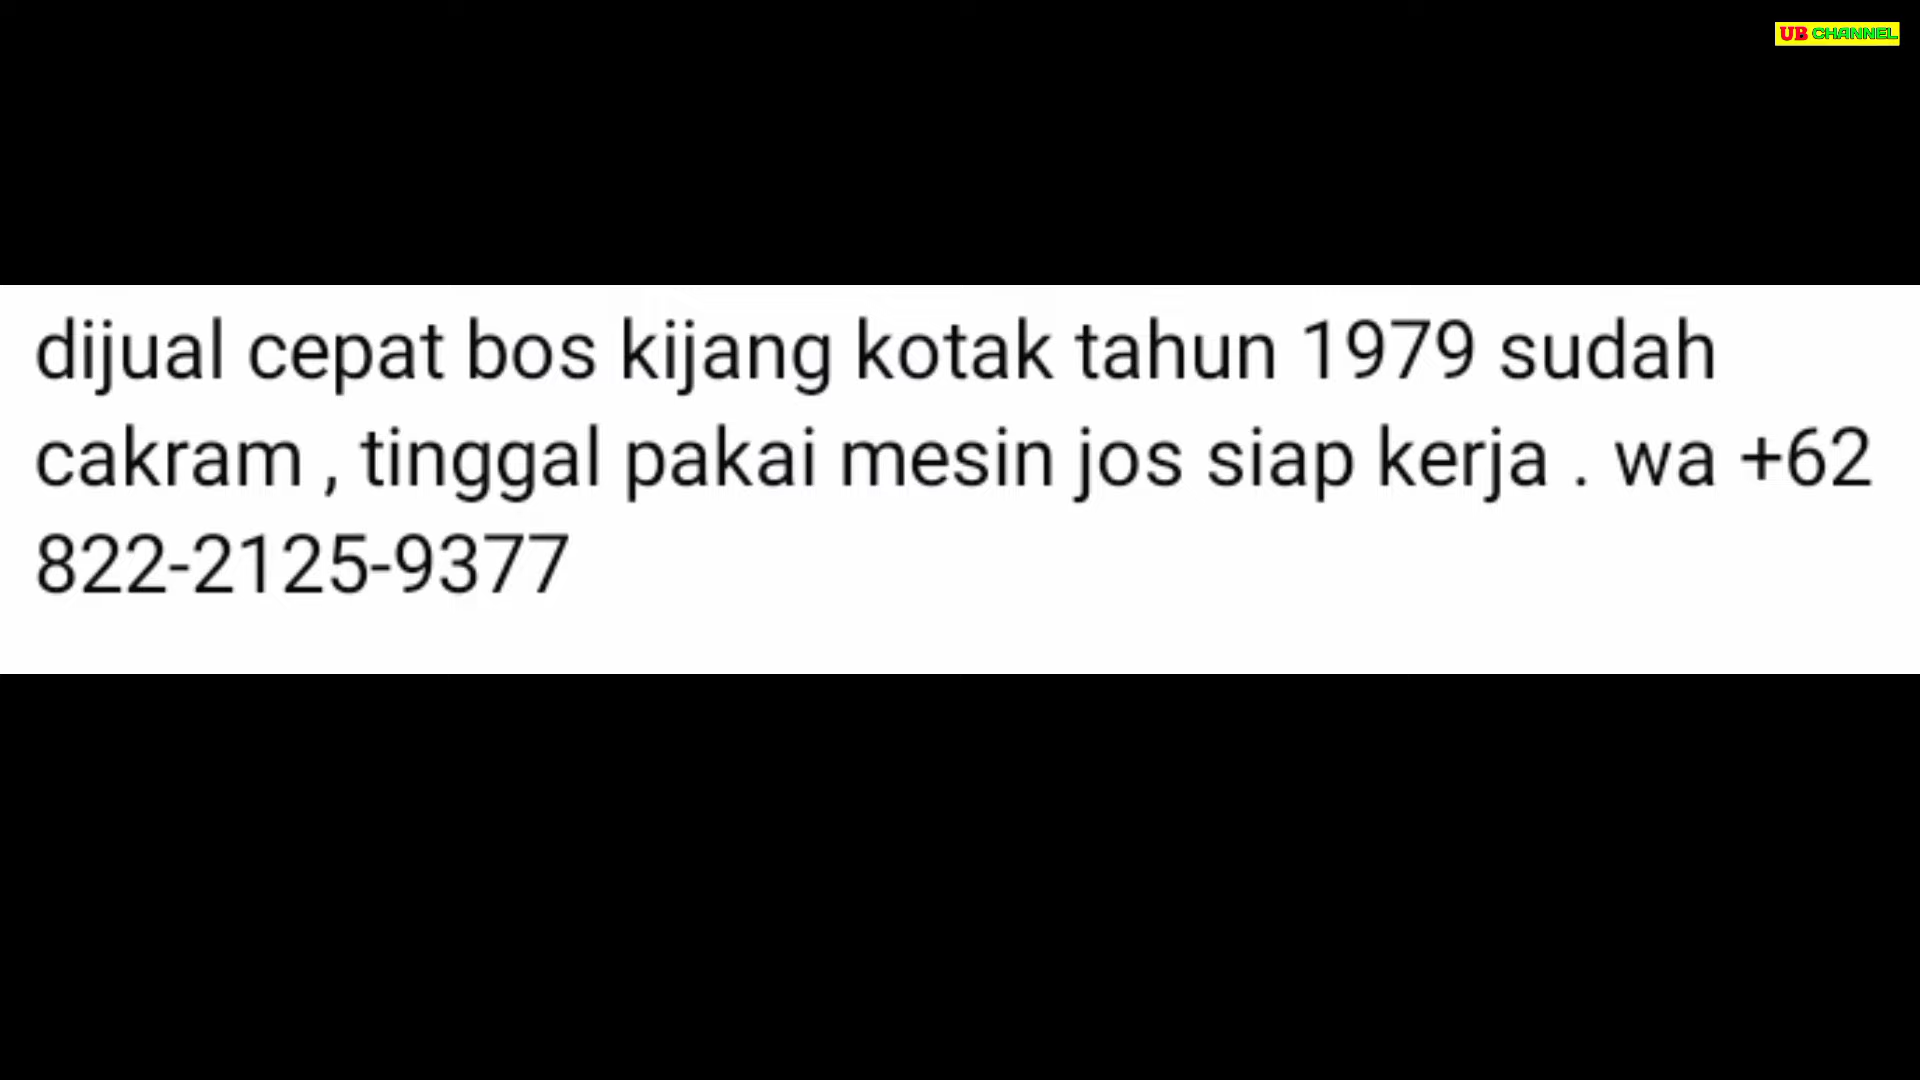 UB CHANNEL
dijual cepat bos kijang kotak tahun 1979 sudah
cakram , tinggal pakai mesin jos siap kerja . wa +62
822-2125-9377